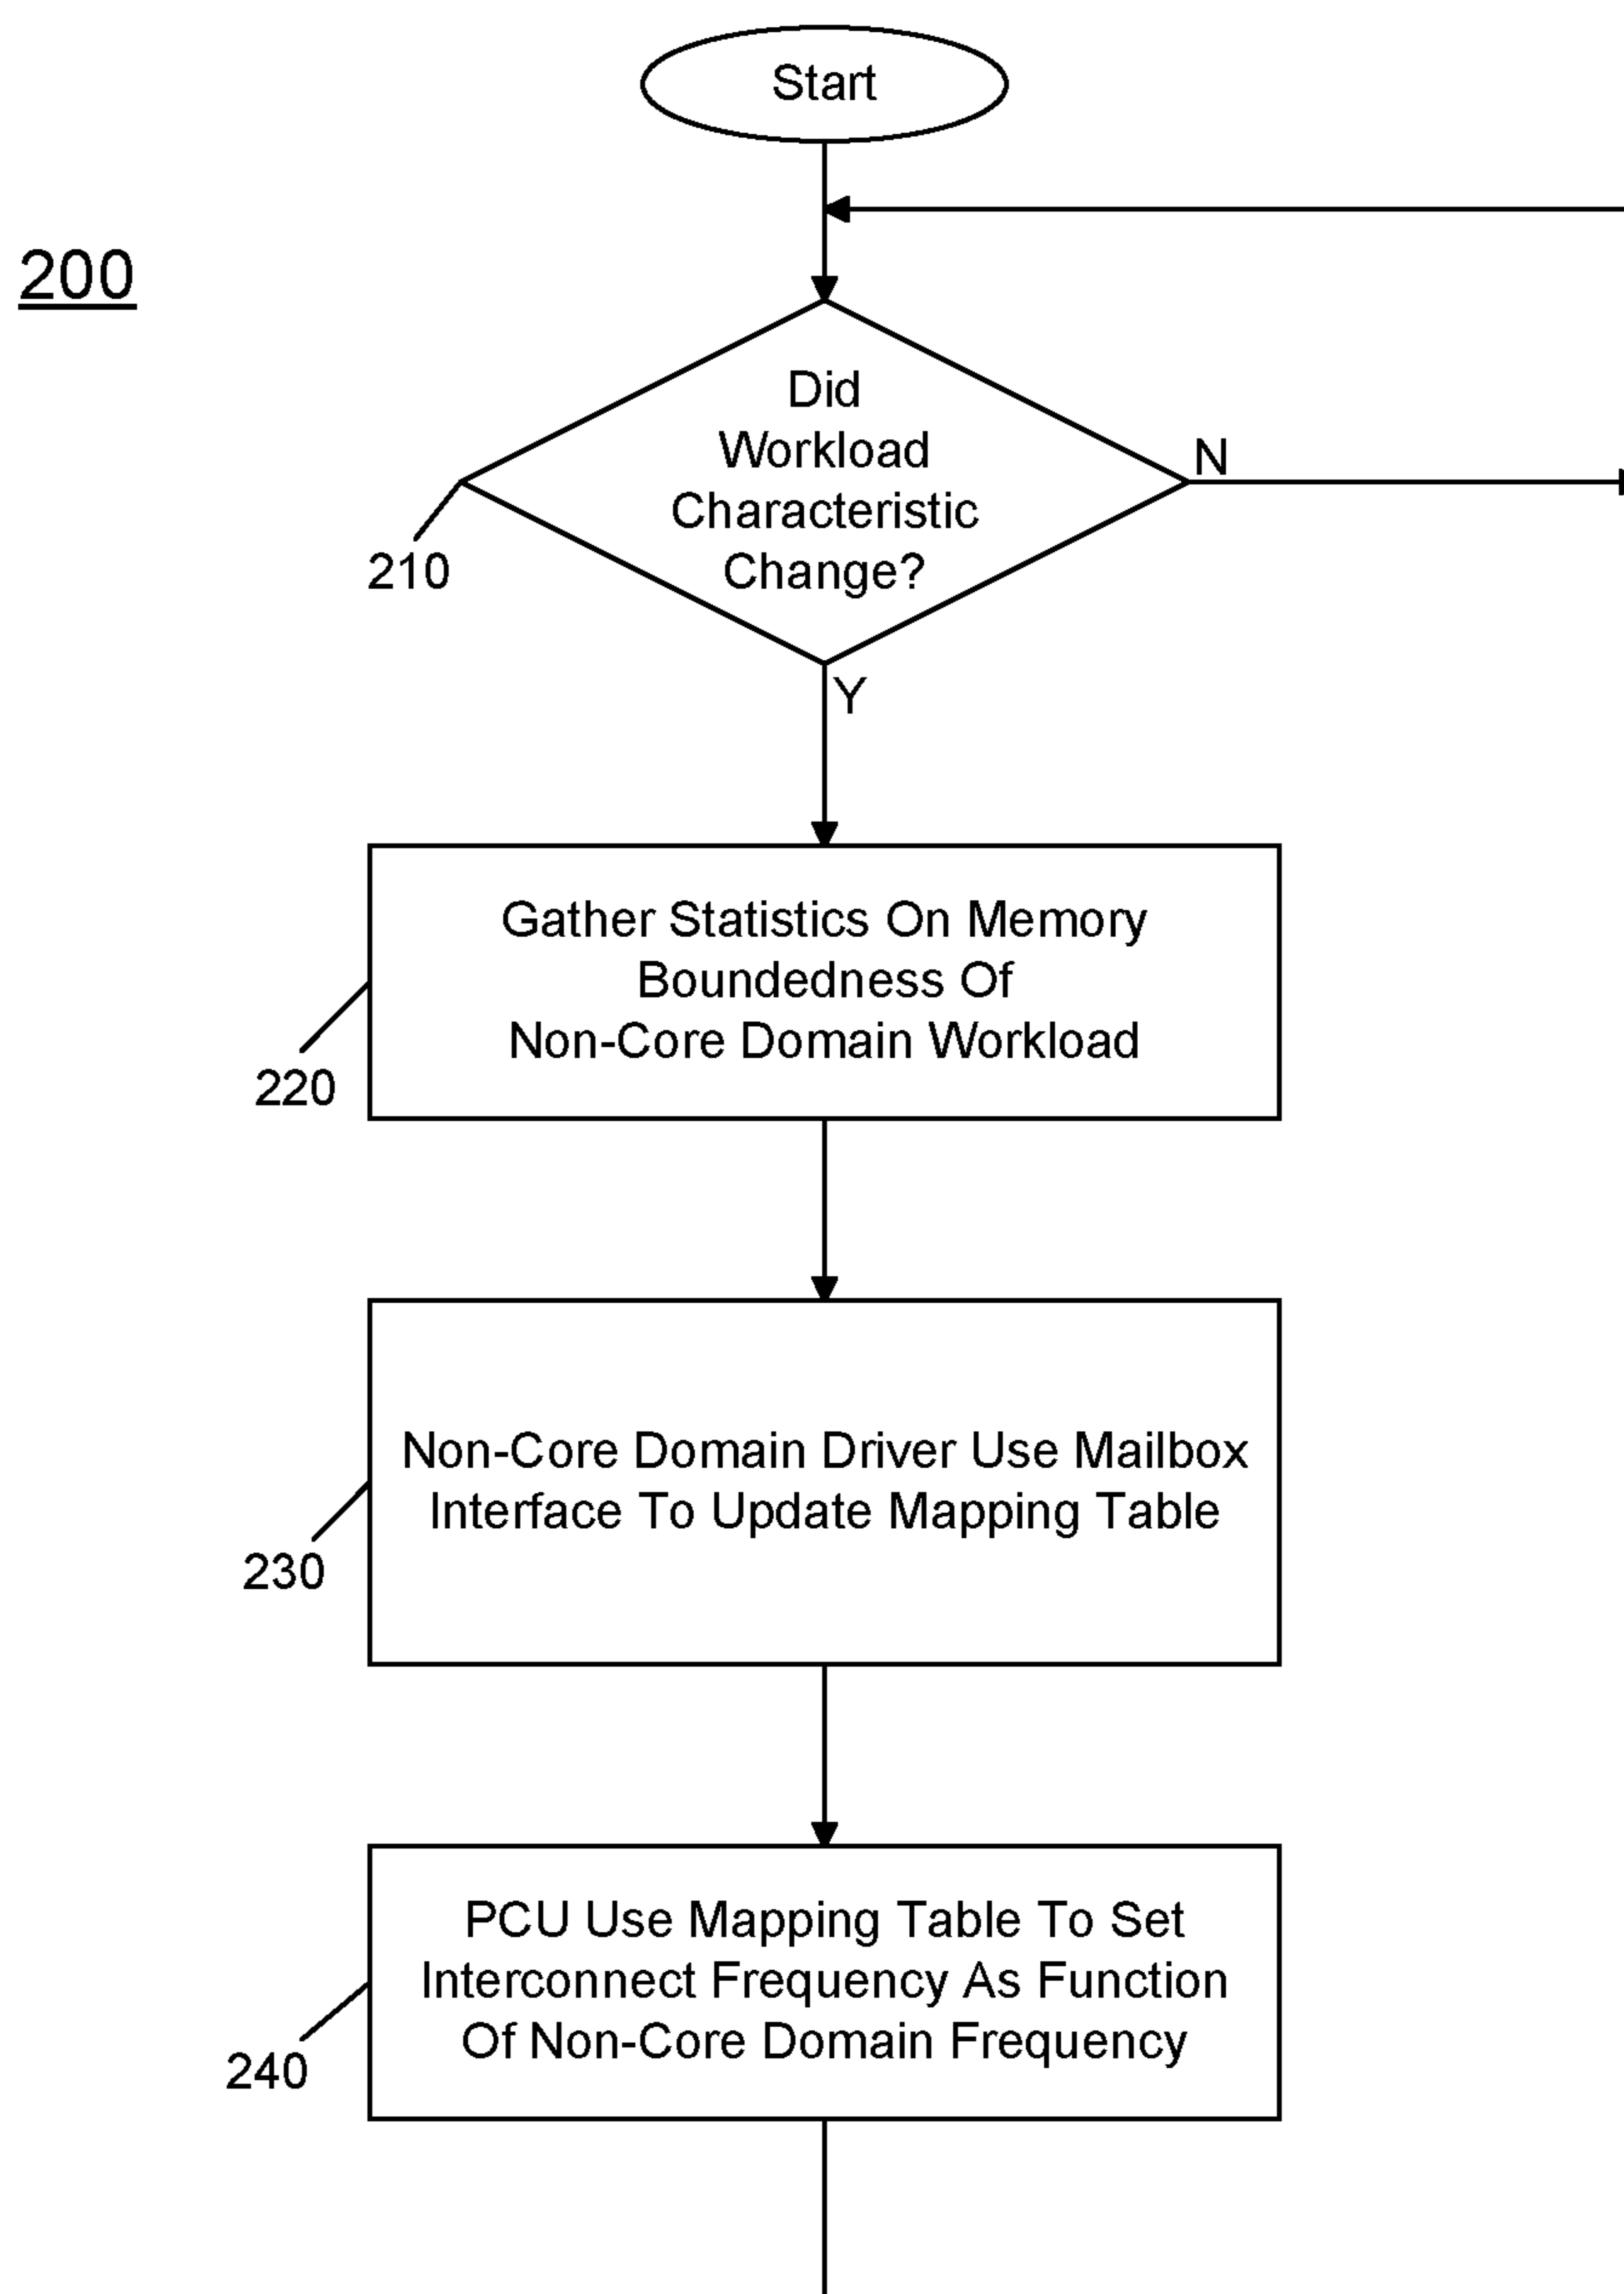 Start
200
Did
Workload
Characteristic
Change?
N
210
Y
Gather Statistics On Memory
Boundedness Of
Non-Core Domain Workload
220
Non-Core Domain Driver Use Mailbox
Interface To Update Mapping Table
230
PCU Use Mapping Table To Set
Interconnect Frequency As Function
Of Non-Core Domain Frequency
240